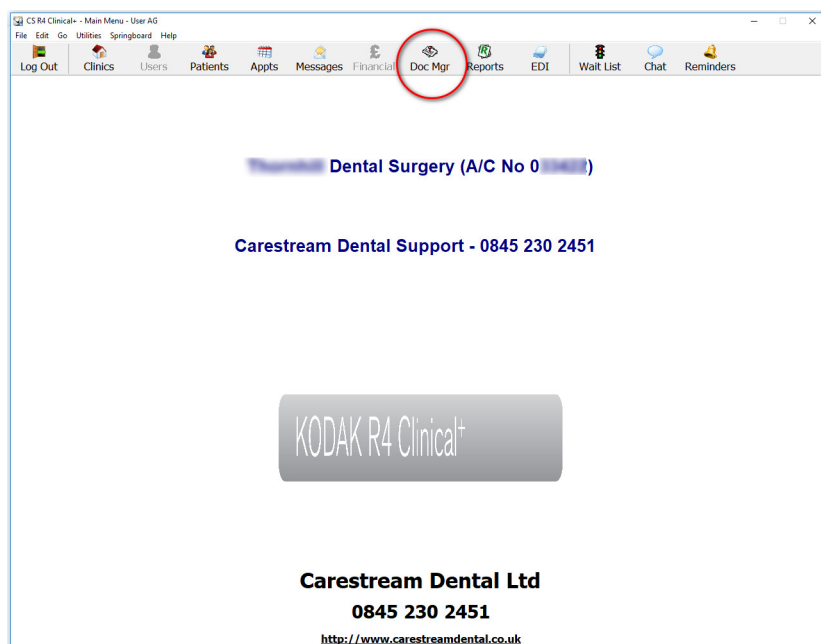 CS R4 Clinical+ - Main Menu - User AG
File Edit Go Utilities Springboard Help
Log Out Clinics Users Patients Appts Messages Financial Doc Mgr Reports EDI Wait List Chat Reminders
Dental Surgery (A/C No 0 )
Carestream Dental Support - 0845 230 2451
KODAK R4 Clinical+
Carestream Dental Ltd
0845 230 2451
http://www.carestreamdental.co.uk